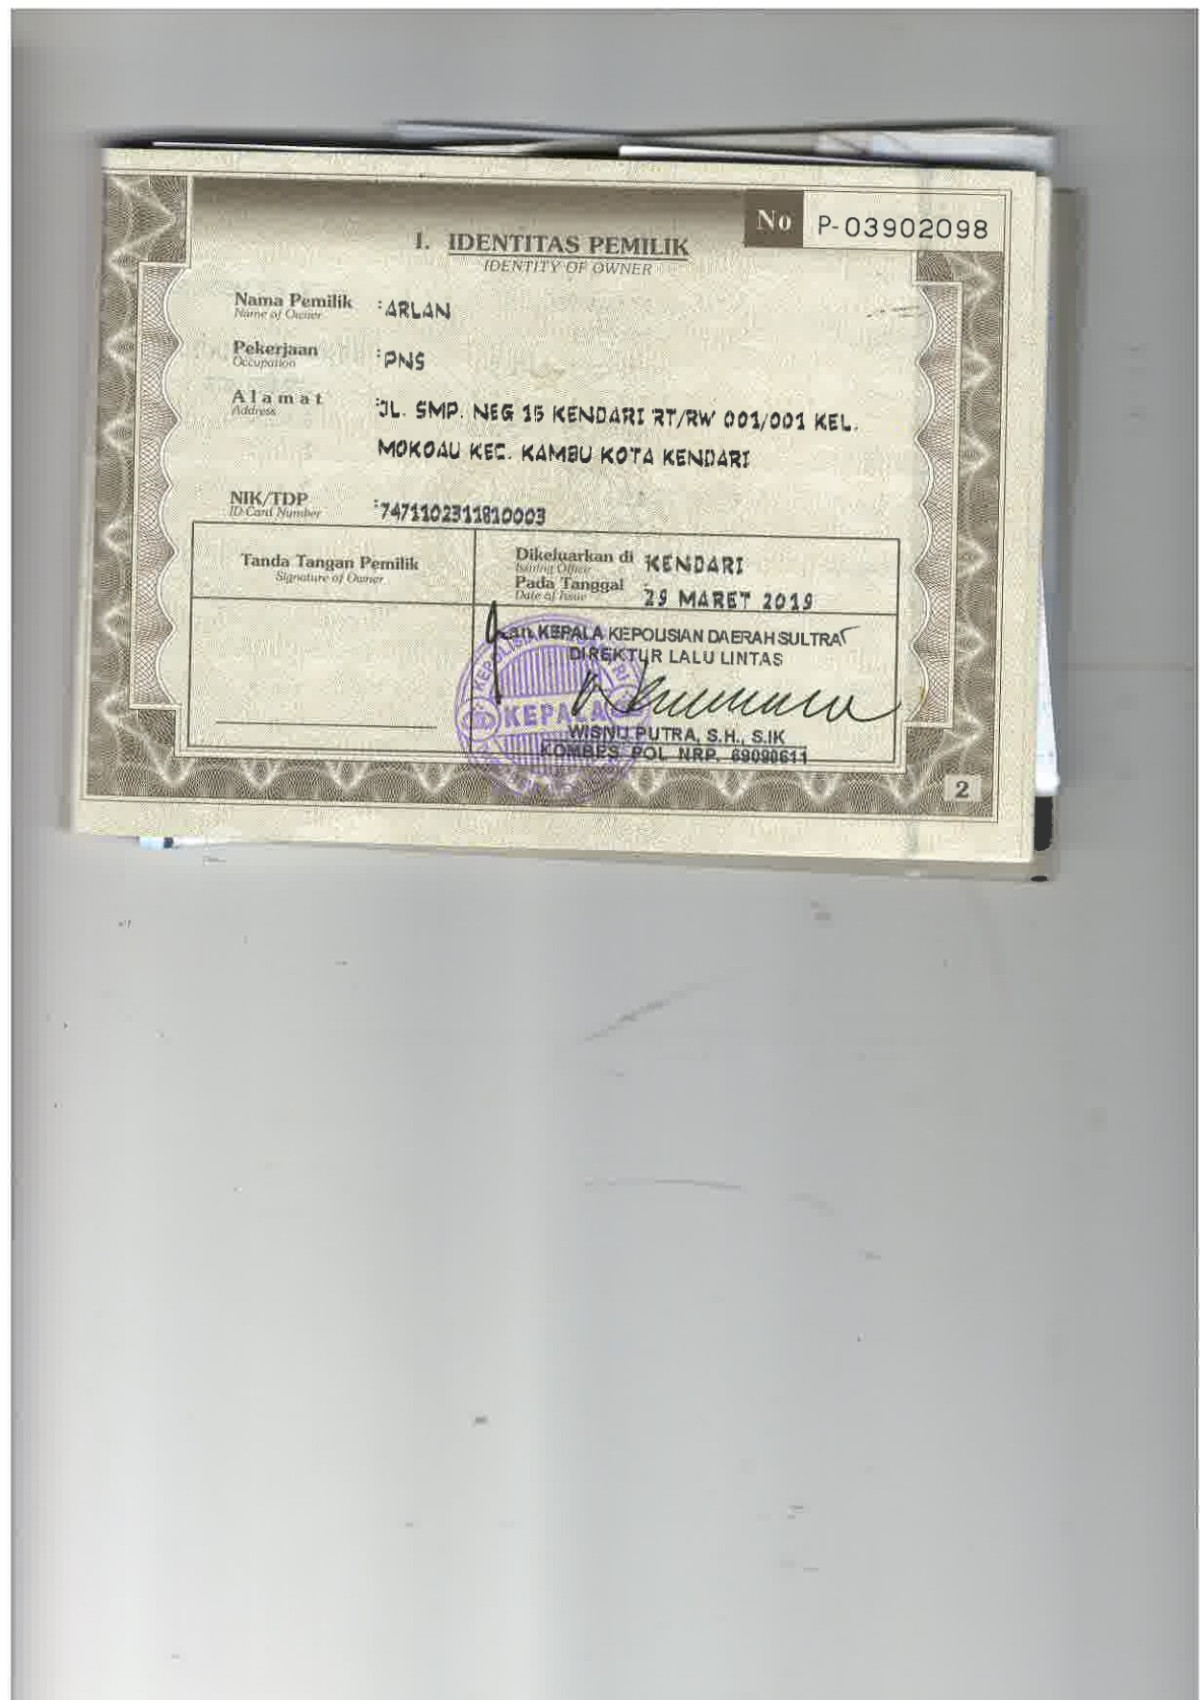 No P-03902098
I. IDENTITAS PEMILIK
IDENTITY OF OWNER
Nama Pemilik : ARLAN
Name of Owner
Pekerjaan : PNS
Occupation
Alamat : JL. SMP. NEG 15 KENDARI RT/RW 001/001 KEL.
Address
MOKOAU KEC. KAMBU KOTA KENDARI
NIK/TDP : 7471102311810003
ID Card Number
Tanda Tangan Pemilik
Signature of Owner
Dikeluarkan di KENDARI
Issuing Office
Pada Tanggal : 29 MARET 2019
Date of Issue
an KEPALA KEPOLISIAN DAERAH SULTRA
DIREKTUR LALU LINTAS
KEPALA
WISNU PUTRA, S.H., S.IK
KOMBES POL NRP. 69090611
2